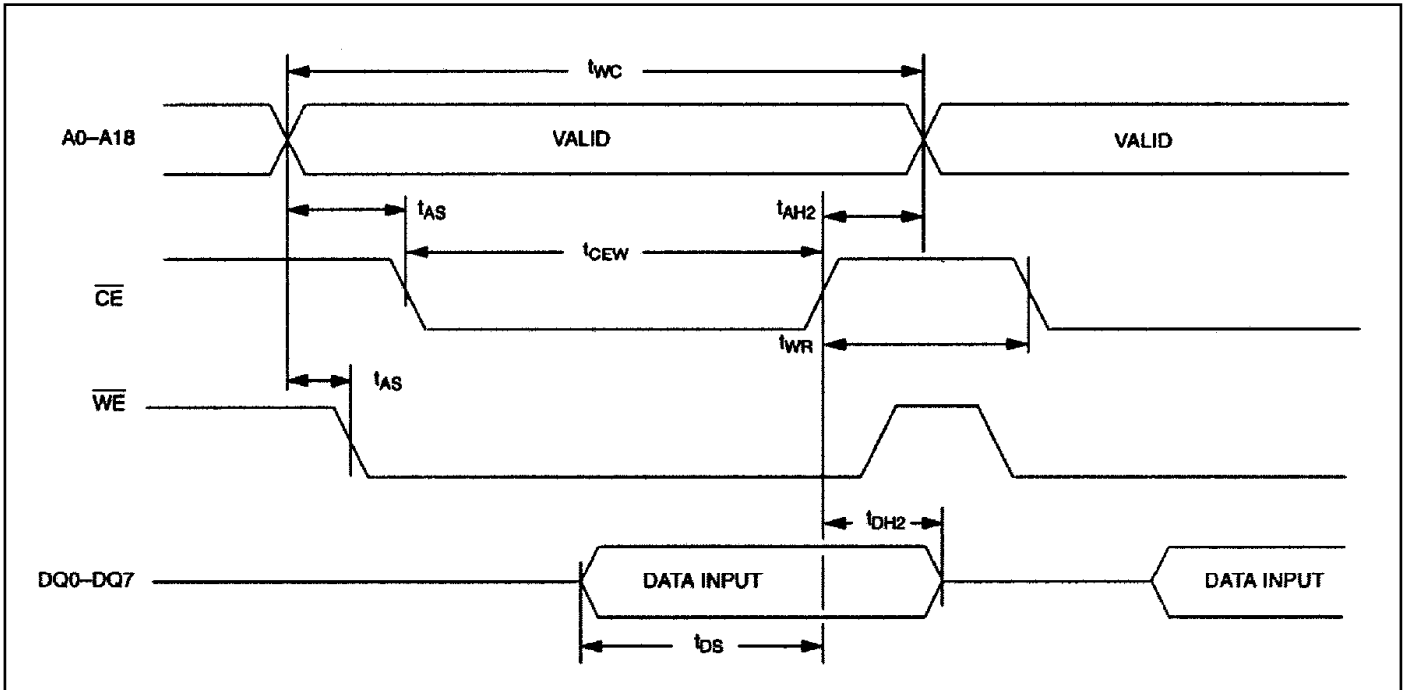 tWC
A0–A18
VALID
VALID
tAS
tAH2
tCEW
CE
tWR
tAS
WE
tDH2
DQ0–DQ7
DATA INPUT
DATA INPUT
tDS